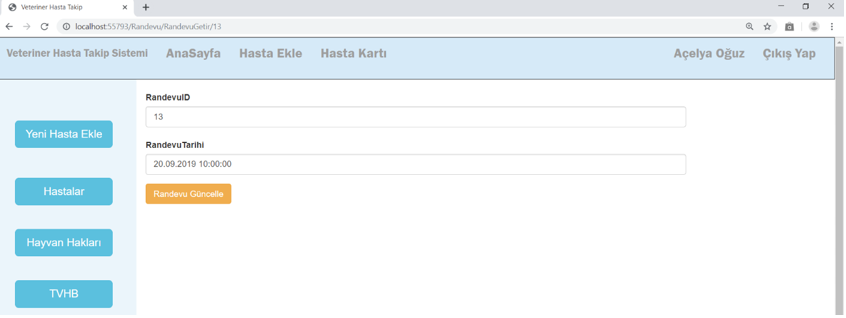 Veteriner Hasta Takip
localhost:55793/Randevu/RandevuGetir/13
Veteriner Hasta Takip Sistemi AnaSayfa Hasta Ekle Hasta Kartı Açelya Oğuz Çıkış Yap
RandevuID
13
RandevuTarihi
20.09.2019 10:00:00
Randevu Güncelle
Yeni Hasta Ekle
Hastalar
Hayvan Hakları
TVHB